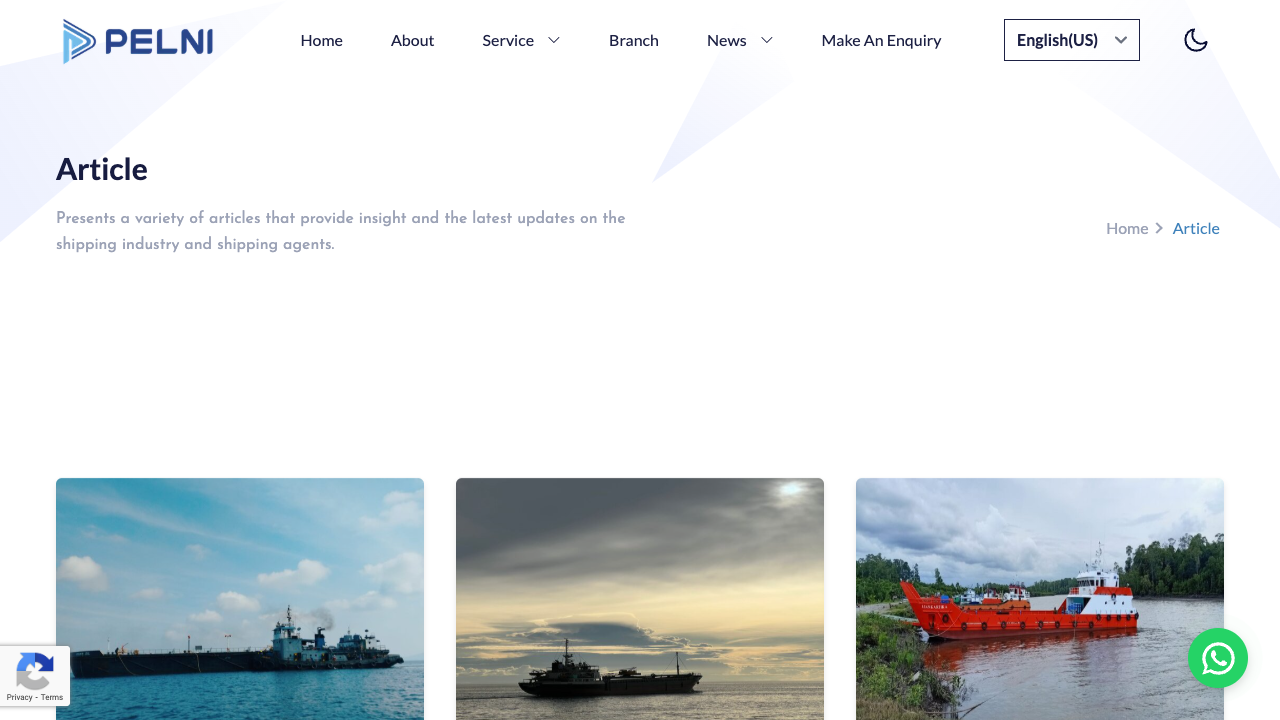 PELNI
Home
About
Service
Branch
News
Make An Enquiry
English(US)
Article
Presents a variety of articles that provide insight and the latest updates on the
shipping industry and shipping agents.
Home
Article
Privacy - Terms